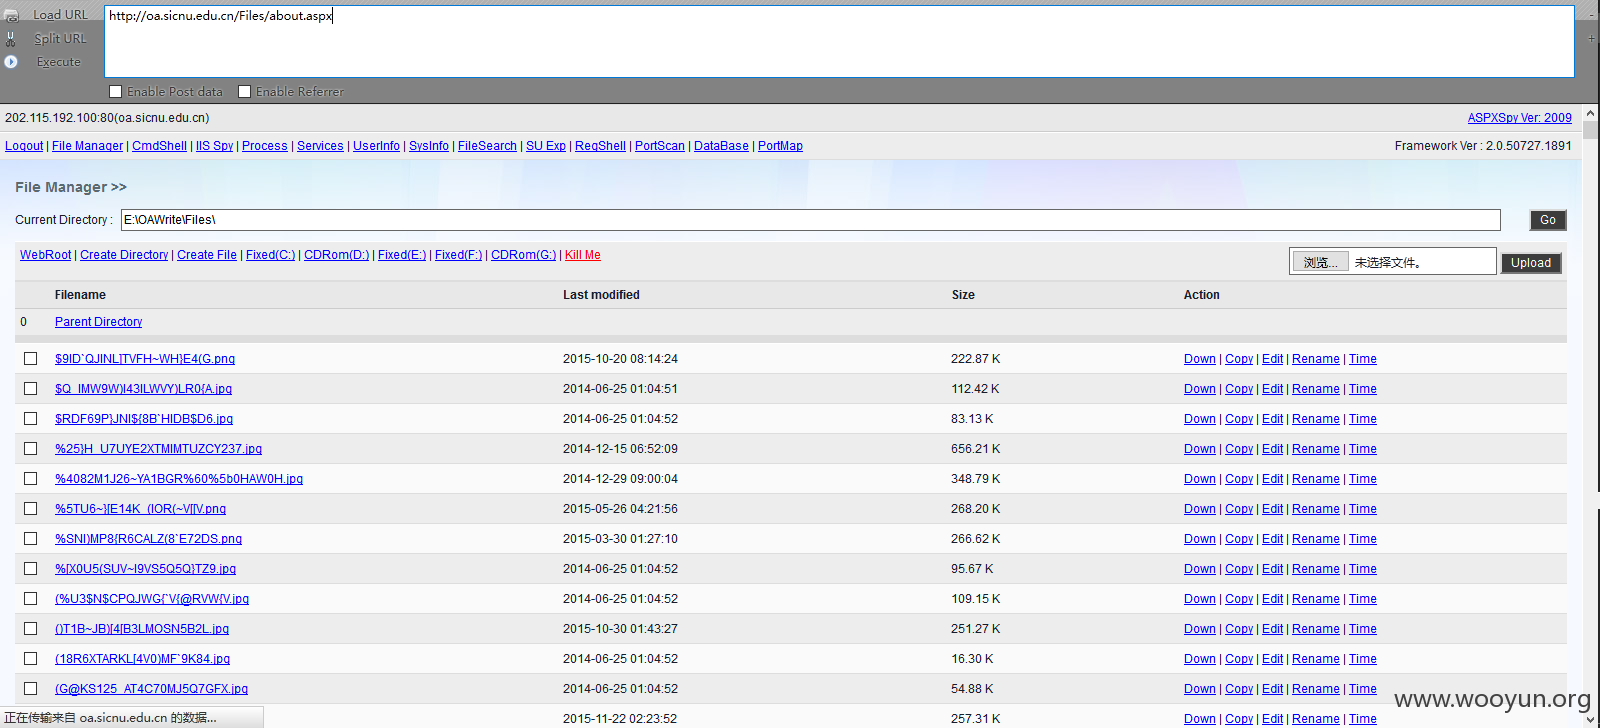 Load URL
http://oa.sicnu.edu.cn/Files/about.aspx
Split URL
Execute
Enable Post data Enable Referrer
202.115.192.100:80(oa.sicnu.edu.cn) ASPXSpy Ver: 2009
Logout | File Manager | CmdShell | IIS Spy | Process | Services | UserInfo | SysInfo | FileSearch | SU Exp | RegShell | PortScan | DataBase | PortMap Framework Ver : 2.0.50727.1891
File Manager >>
Current Directory : E:\OAWrite\Files\ Go
WebRoot | Create Directory | Create File | Fixed(C:) | CDRom(D:) | Fixed(E:) | Fixed(F:) | CDRom(G:) | Kill Me 浏览... 未选择文件。 Upload
Filename Last modified Size Action
0 Parent Directory
$9ID`QJINL]TVFH~WH}E4(G.png 2015-10-20 08:14:24 222.87 K Down | Copy | Edit | Rename | Time
$Q_IMW9W)I43ILWVY)LR0{A.jpg 2014-06-25 01:04:51 112.42 K Down | Copy | Edit | Rename | Time
$RDF69P}JNI${8B`HIDB$D6.jpg 2014-06-25 01:04:52 83.13 K Down | Copy | Edit | Rename | Time
%25}H_U7UYE2XTMIMTUZCY237.jpg 2014-12-15 06:52:09 656.21 K Down | Copy | Edit | Rename | Time
%4082M1J26~YA1BGR%60%5b0HAW0H.jpg 2014-12-29 09:00:04 348.79 K Down | Copy | Edit | Rename | Time
%5TU6~}[E14K_(IOR(~V[[V.png 2015-05-26 04:21:56 268.20 K Down | Copy | Edit | Rename | Time
%SNI)MP8{R6CALZ(8`E72DS.png 2015-03-30 01:27:10 266.62 K Down | Copy | Edit | Rename | Time
%[X0U5(SUV~I9VS5Q5Q}TZ9.jpg 2014-06-25 01:04:52 95.67 K Down | Copy | Edit | Rename | Time
(%U3$N$CPQJWG{`V{@RVW{V.jpg 2014-06-25 01:04:52 109.15 K Down | Copy | Edit | Rename | Time
()T1B~JB)[4[B3LMOSN5B2L.jpg 2015-10-30 01:43:27 251.27 K Down | Copy | Edit | Rename | Time
(18R6XTARKL[4V0)MF`9K84.jpg 2014-06-25 01:04:52 16.30 K Down | Copy | Edit | Rename | Time
(G@KS125_AT4C70MJ5Q7GFX.jpg 2014-06-25 01:04:52 54.88 K Down | Copy | Edit | Rename | Time
2015-11-22 02:23:52 257.31 K Down | Copy | Edit | Rename | Time
正在传输来自 oa.sicnu.edu.cn 的数据...
www.wooyun.org